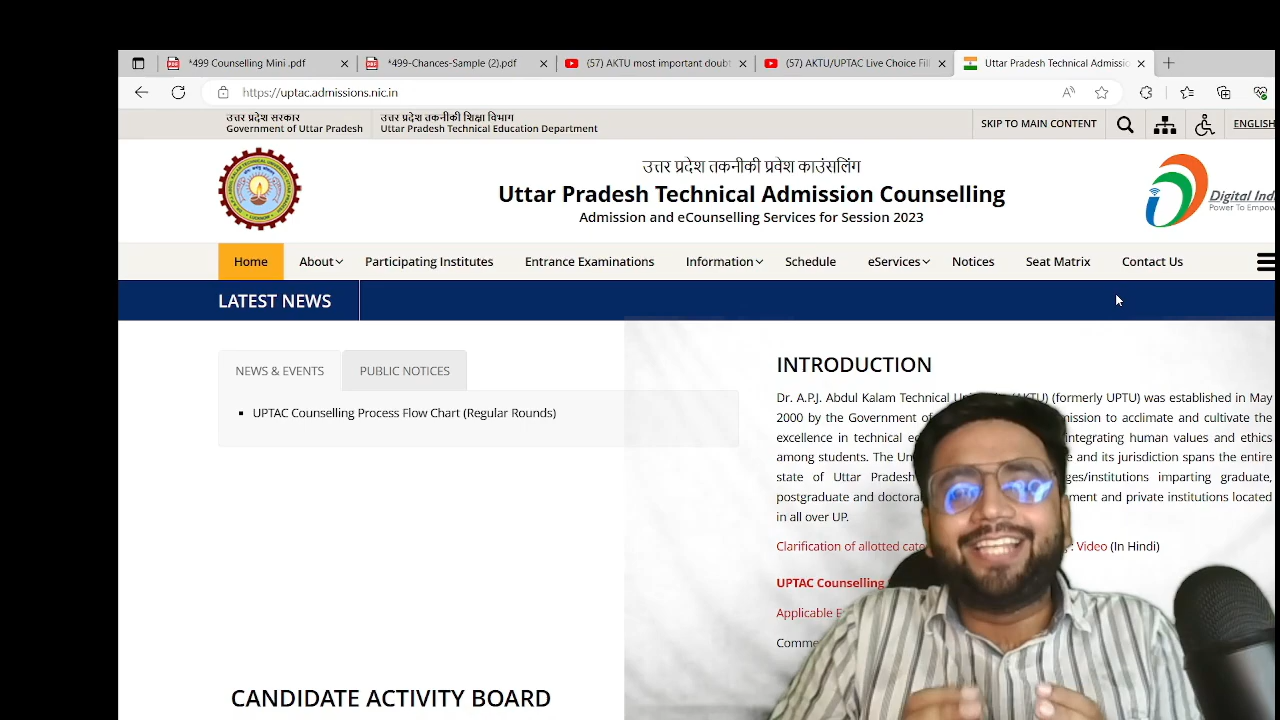 *499 Counselling Mini .pdf
*499-Chances-Sample (2).pdf
(57) AKTU most important doubt
(57) AKTU/UPTAC Live Choice Fill
Uttar Pradesh Technical Admissio
https://uptac.admissions.nic.in
उत्तर प्रदेश सरकार
Government of Uttar Pradesh
उत्तर प्रदेश तकनीकी शिक्षा विभाग
Uttar Pradesh Technical Education Department
SKIP TO MAIN CONTENT
ENGLISH
उत्तर प्रदेश तकनीकी प्रवेश काउंसलिंग
Uttar Pradesh Technical Admission Counselling
Admission and eCounselling Services for Session 2023
Digital Ind
Power To Empow
Home About Participating Institutes Entrance Examinations Information Schedule eServices Notices Seat Matrix Contact Us
LATEST NEWS
NEWS & EVENTS PUBLIC NOTICES
UPTAC Counselling Process Flow Chart (Regular Rounds)
INTRODUCTION
Dr. A.P.J. Abdul Kalam Technical (AKTU) (formerly UPTU) was established in May
2000 by the Government of mission to acclimate and cultivate the
excellence in technical integrating human values and ethics
among students. The and its jurisdiction spans the entire
state of Uttar Pradesh institutions imparting graduate,
postgraduate and and private institutions located
in all over UP.
Clarification of allotted : Video (In Hindi)
UPTAC Counselling
Applicable
CANDIDATE ACTIVITY BOARD